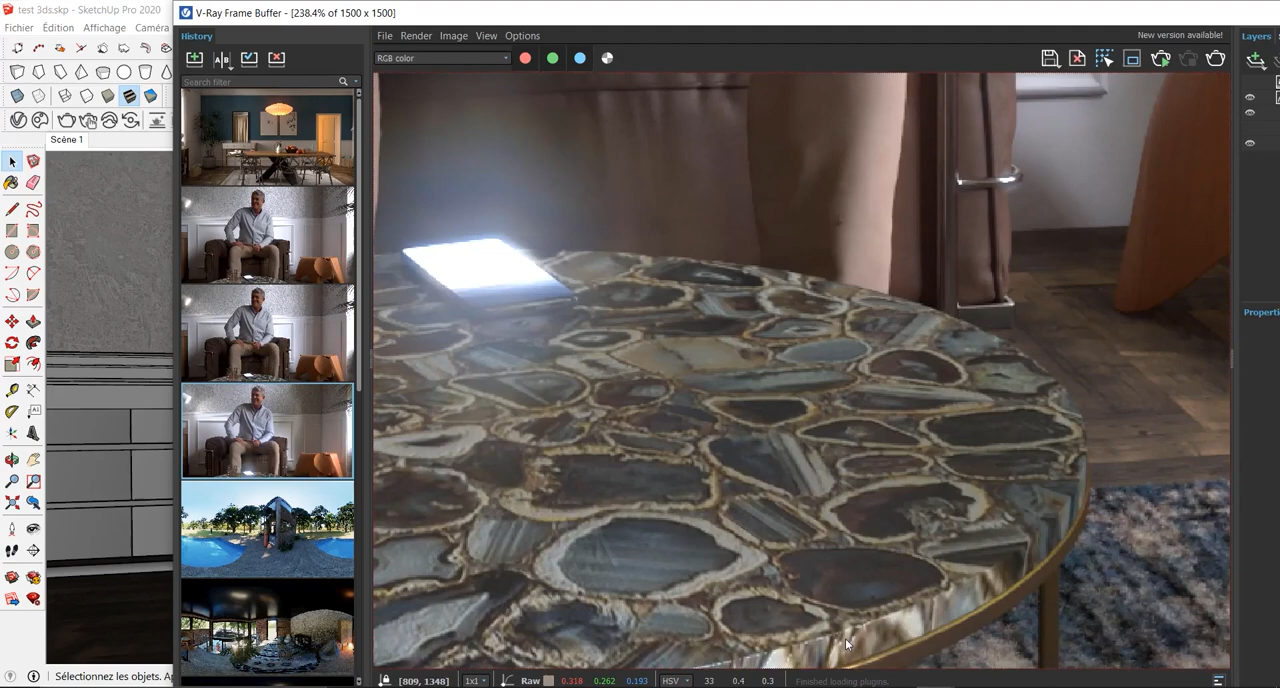 test 3ds.skp - SketchUp Pro 2020
Fichier Édition Affichage Caméra
Scène 1
Sélectionnez les objets.
V-Ray Frame Buffer - [238.4% of 1500 x 1500]
History
Search filter
File Render Image View Options
New version available!
RGB color
Layers
Properti
[809, 1348] 1x1 Raw 0.318 0.262 0.193 HSV 33 0.4 0.3 Finished loading plugins.